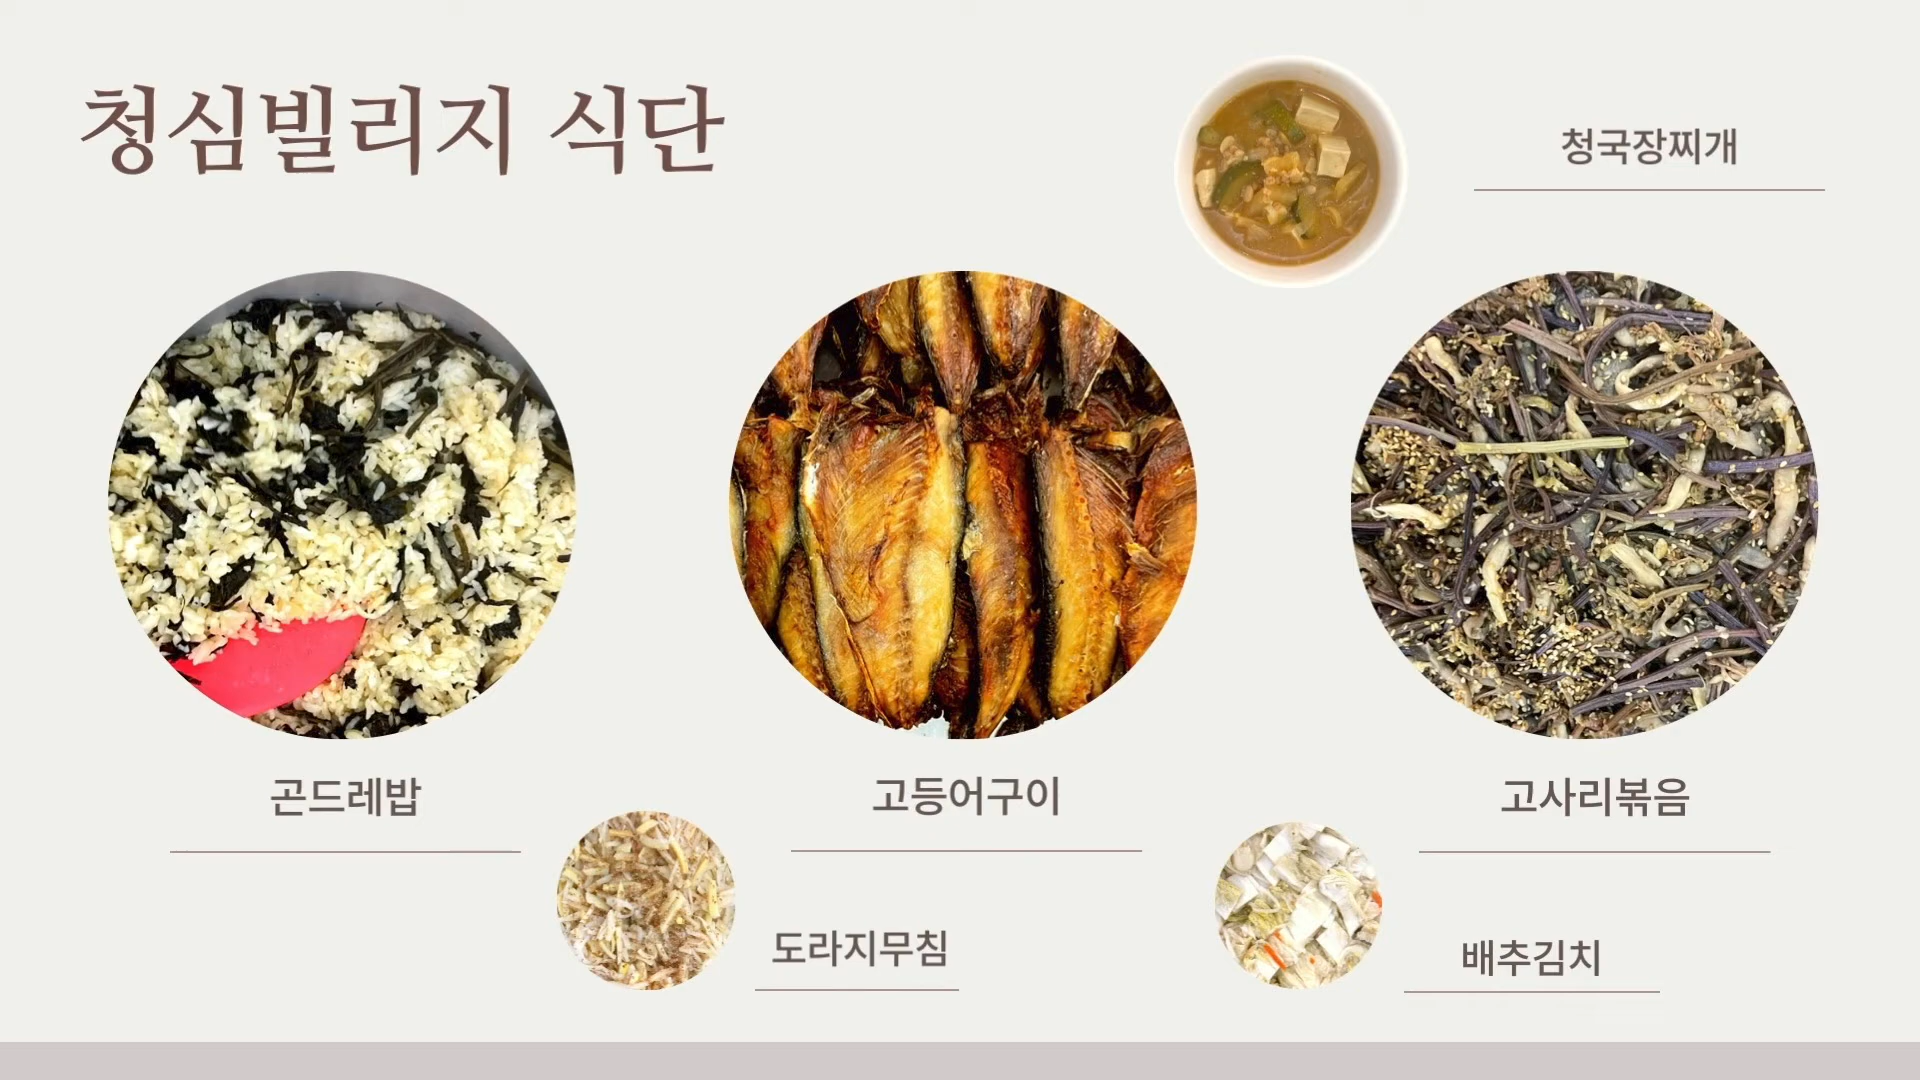 청심빌리지 식단
청국장찌개
곤드레밥
고등어구이
고사리볶음
도라지무침
배추김치